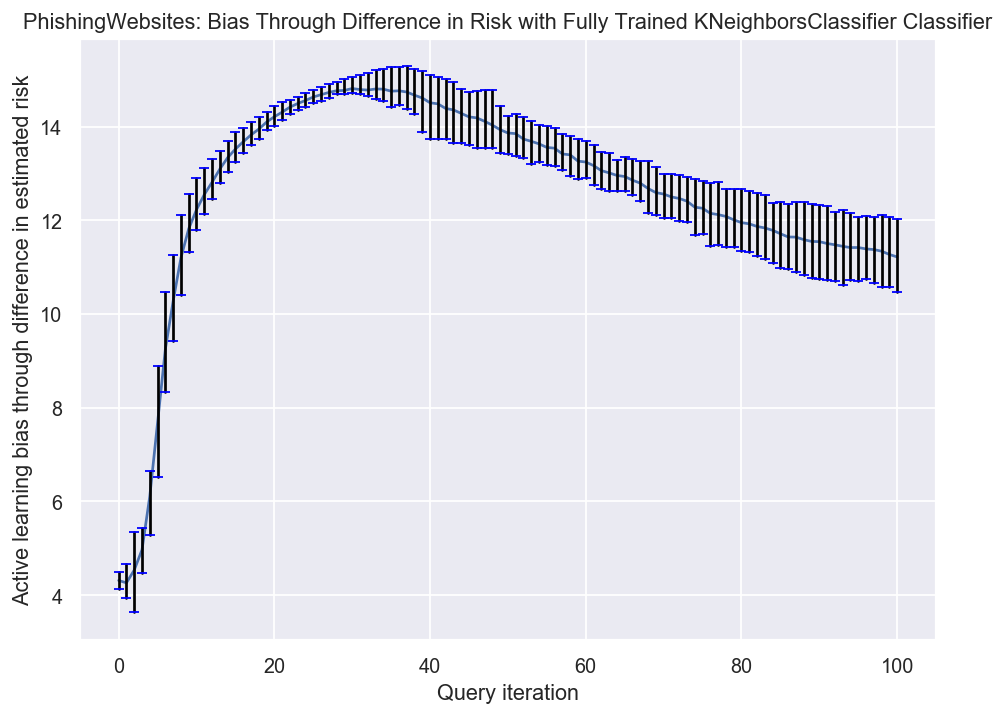 PhishingWebsites: Bias Through Difference in Risk with Fully Trained KNeighborsClassifier Classifier
Active learning bias through difference in estimated risk
14
12
10
8
6
4
0 20 40 60 80 100
Query iteration